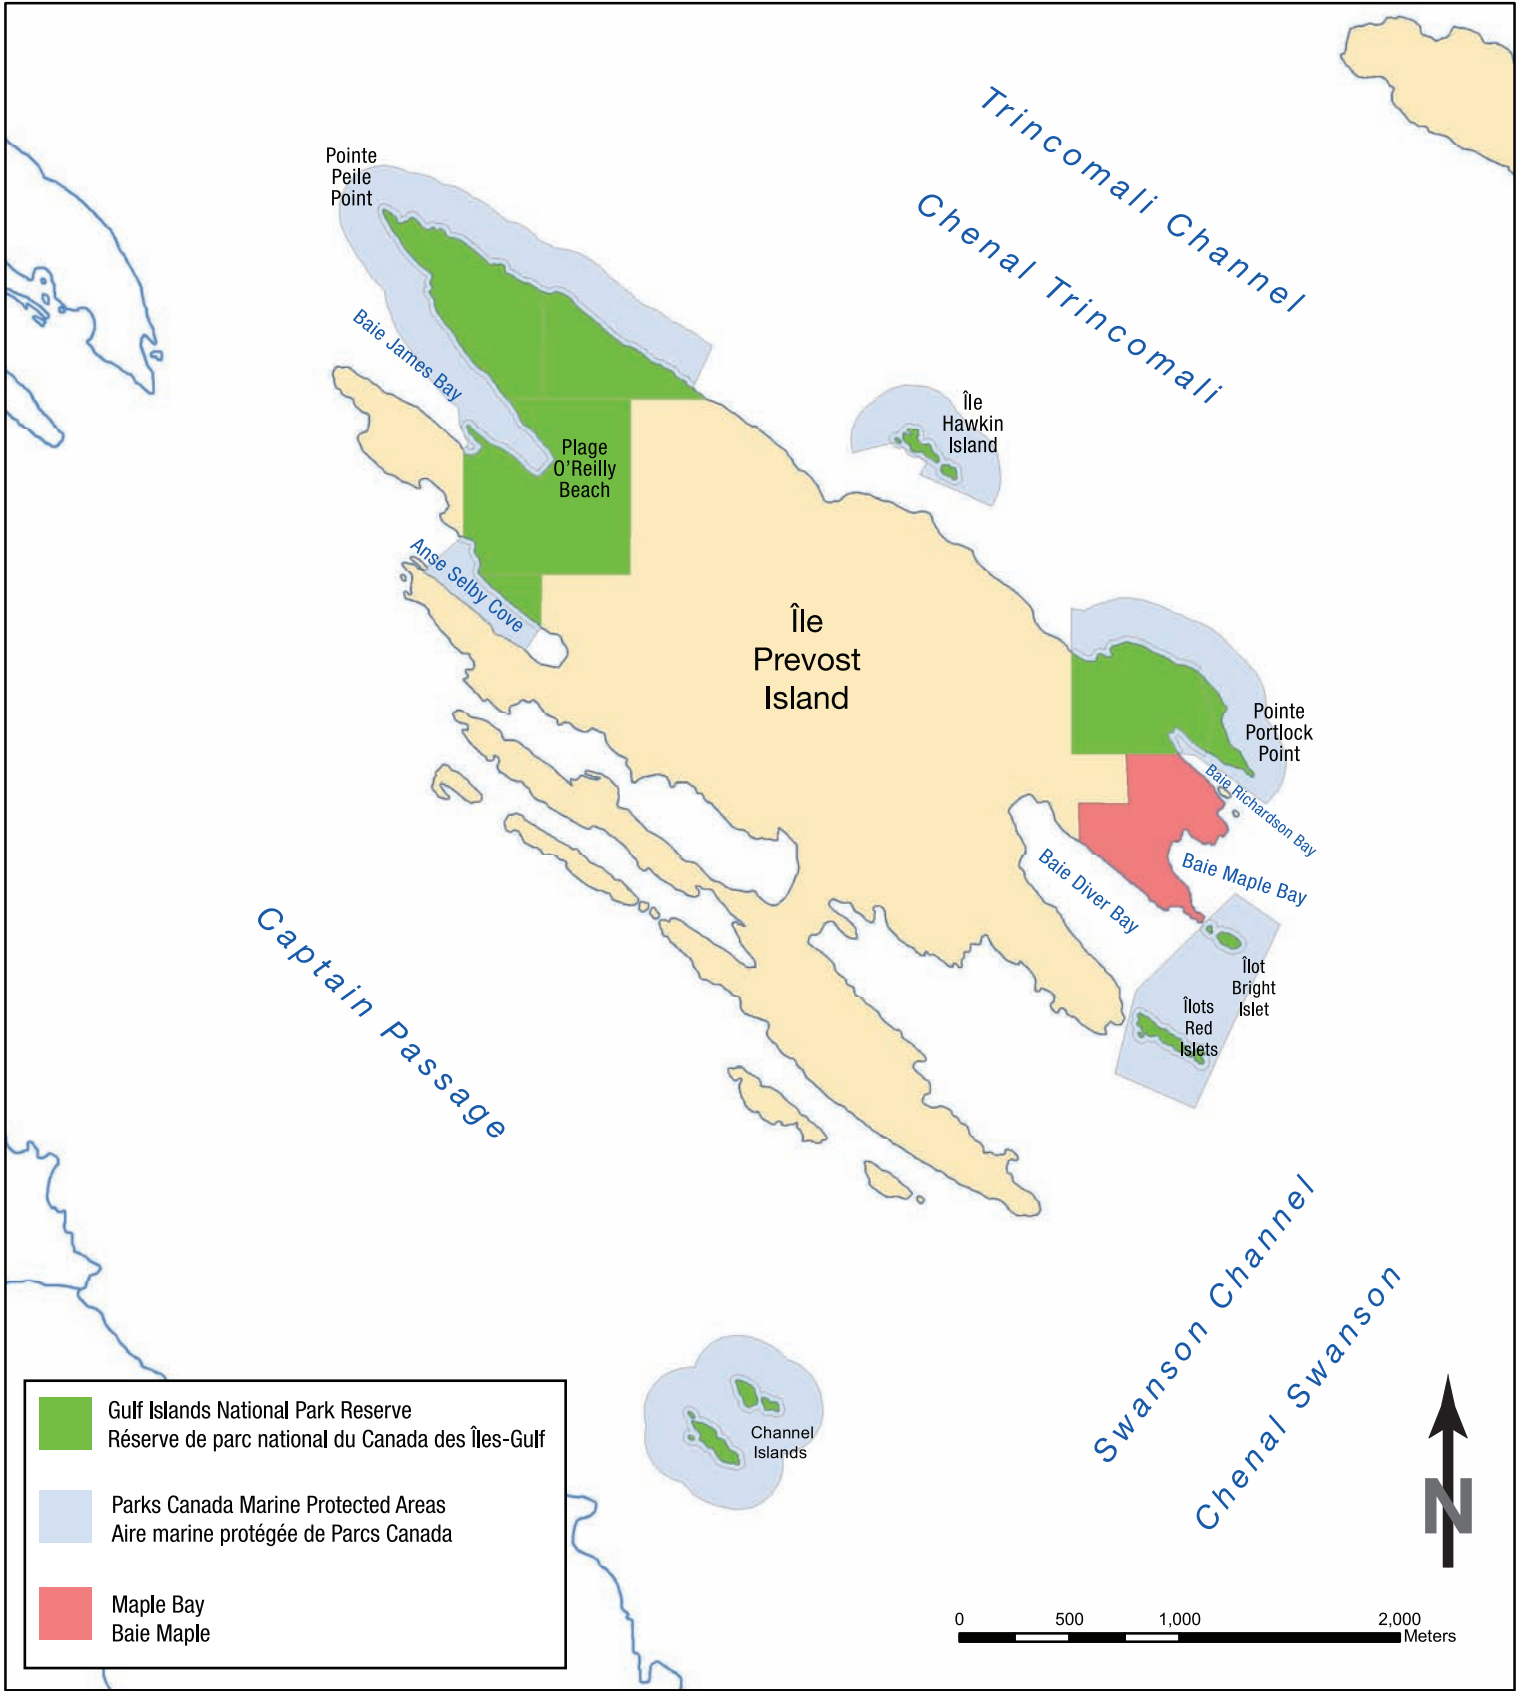 Trincomali Channel
Chenal Trincomali
Pointe
Peile
Point
Baie James Bay
Île
Hawkin
Island
Plage
O'Reilly
Beach
Anse Selby Cove
Île
Prevost
Island
Pointe
Portlock
Point
Baie Richardson Bay
Baie Maple Bay
Baie Diver Bay
Captain Passage
Îlot
Bright
Islet
Îlots
Red
Islets
Swanson Channel
Chenal Swanson
Channel
Islands
Gulf Islands National Park Reserve
Réserve de parc national du Canada des Îles-Gulf
Parks Canada Marine Protected Areas
Aire marine protégée de Parcs Canada
Maple Bay
Baie Maple
N
0 500 1,000 2,000
Meters